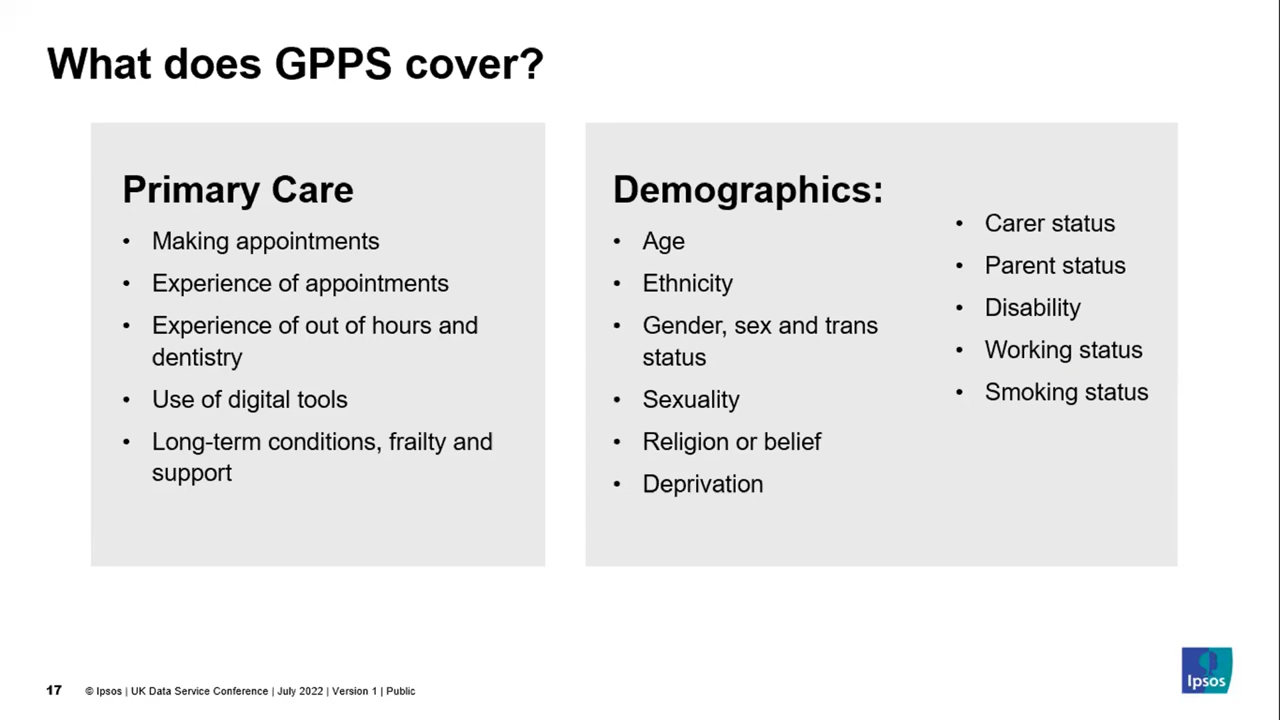 What does GPPS cover?
Primary Care
• Making appointments
• Experience of appointments
• Experience of out of hours and
dentistry
• Use of digital tools
• Long-term conditions, frailty and
support
Demographics:
• Age
• Ethnicity
• Gender, sex and trans
status
• Sexuality
• Religion or belief
• Deprivation
• Carer status
• Parent status
• Disability
• Working status
• Smoking status
17 © Ipsos | UK Data Service Conference | July 2022 | Version 1 | Public
Ipsos